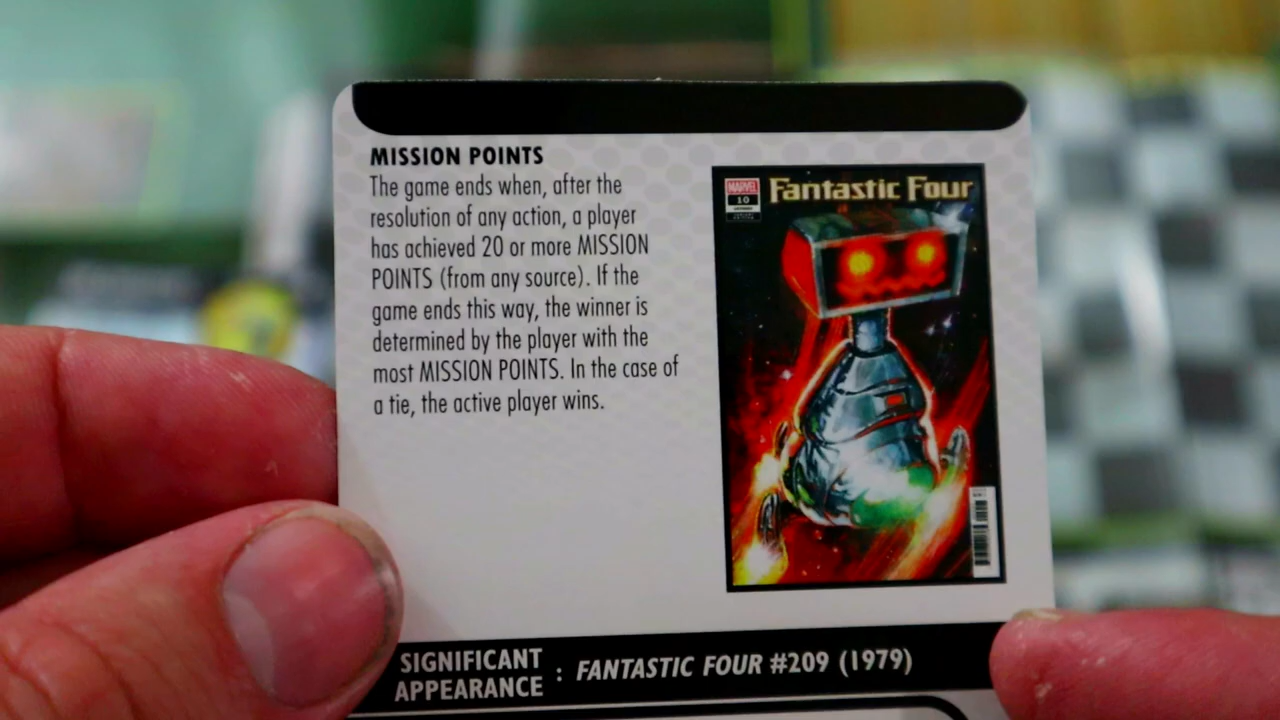 MISSION POINTS
The game ends when, after the
resolution of any action, a player
has achieved 20 or more MISSION
POINTS (from any source). If the
game ends this way, the winner is
determined by the player with the
most MISSION POINTS. In the case of
a tie, the active player wins.
MARVEL
10
Fantastic Four
SIGNIFICANT
APPEARANCE : FANTASTIC FOUR #209 (1979)